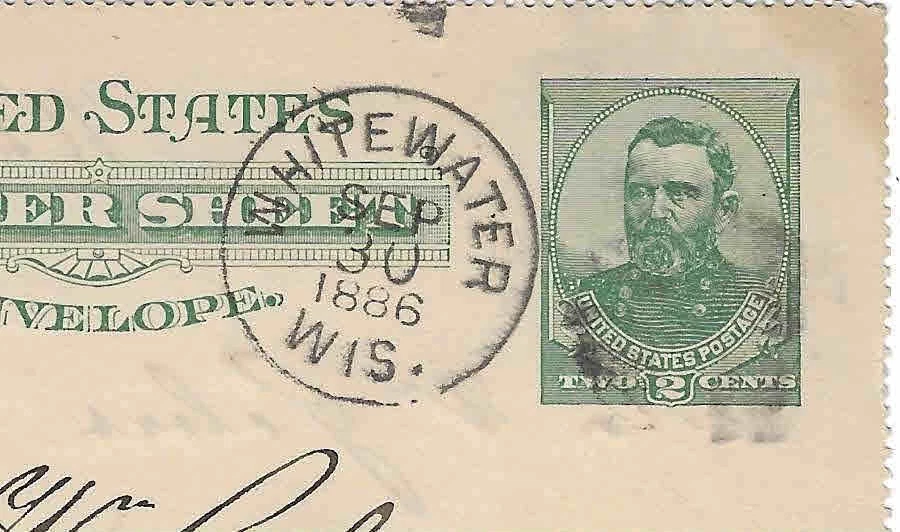 ED STATES
ER SHEET
VELOPE.
WHITEWATER
SEP
30
1886
WIS.
UNITED STATES POSTAGE
TWO 2 CENTS